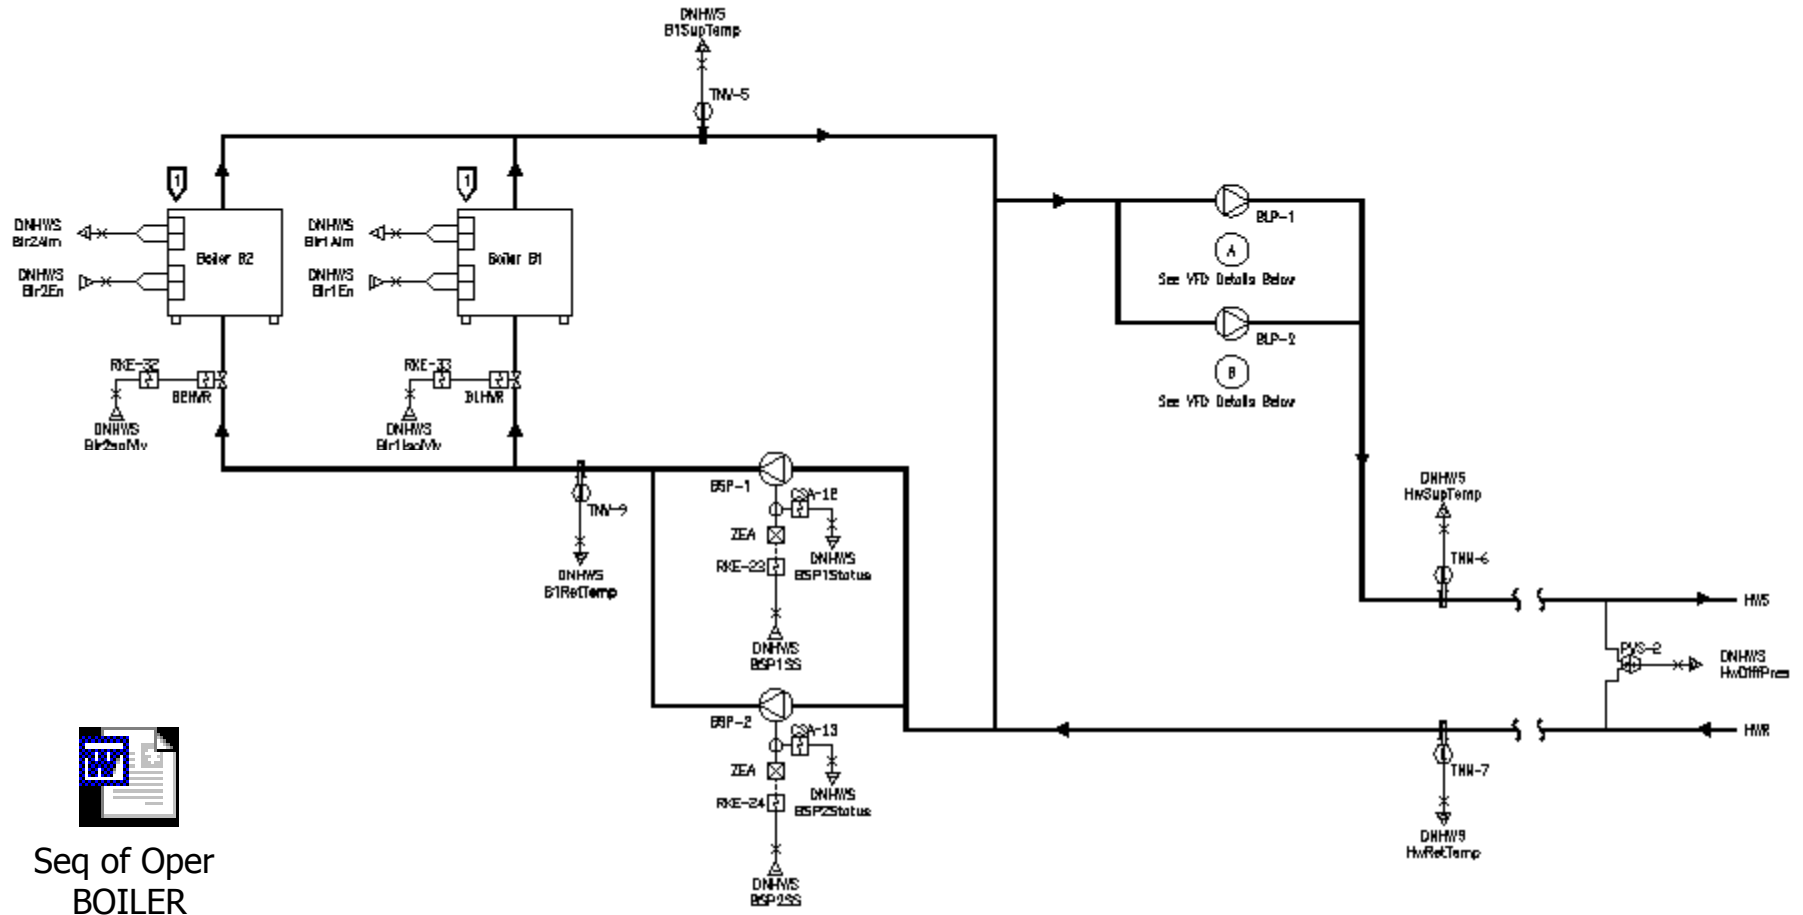 DNHWS
B1SupTemp
TNW-5
1
1
DNHWS
Blr2Alm
DNHWS
Blr1Alm
Boiler B2
Boiler B1
DNHWS
Blr2En
DNHWS
Blr1En
BLP-1
A
See VFD Details Below
BLP-2
B
See VFD Details Below
RKE-32
RKE-33
B2HVR
B1HVR
DNHWS
Blr2IsoVlv
DNHWS
Blr1IsoVlv
BSP-1
CSA-12
TNW-9
ZEA
DNHWS
BSP1Status
RKE-23
DNHWS
B1RetTemp
DNHWS
BSP1SS
DNHWS
HwSupTemp
TNW-6
HWS
PVS-2
DNHWS
HwDiffPres
BSP-2
CSA-13
HWR
ZEA
TNW-7
DNHWS
BSP2Status
RKE-24
DNHWS
HwRetTemp
DNHWS
BSP2SS
W
Seq of Oper
BOILER